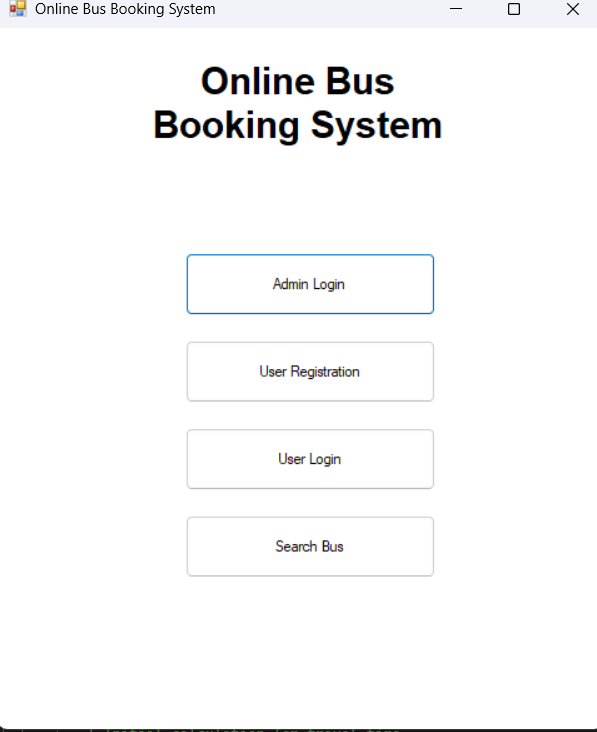 Online Bus Booking System
Online Bus
Booking System
Admin Login
User Registration
User Login
Search Bus